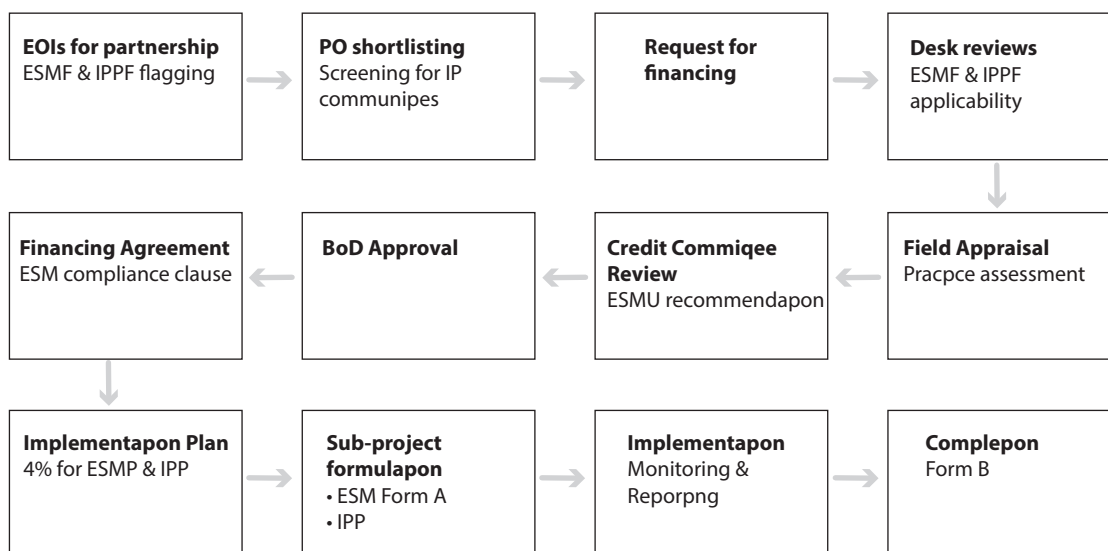 EOIs for partnership
ESMF & IPPF flagging
PO shortlisting
Screening for IP
communipes
Request for
financing
Desk reviews
ESMF & IPPF
applicability
Financing Agreement
ESM compliance clause
BoD Approval
Credit Commiqee
Review
ESMU recommendapon
Field Appraisal
Pracpce assessment
Implementapon Plan
4% for ESMP & IPP
Sub-project
formulapon
• ESM Form A
• IPP
Implementapon
Monitoring &
Reporpng
Complepon
Form B